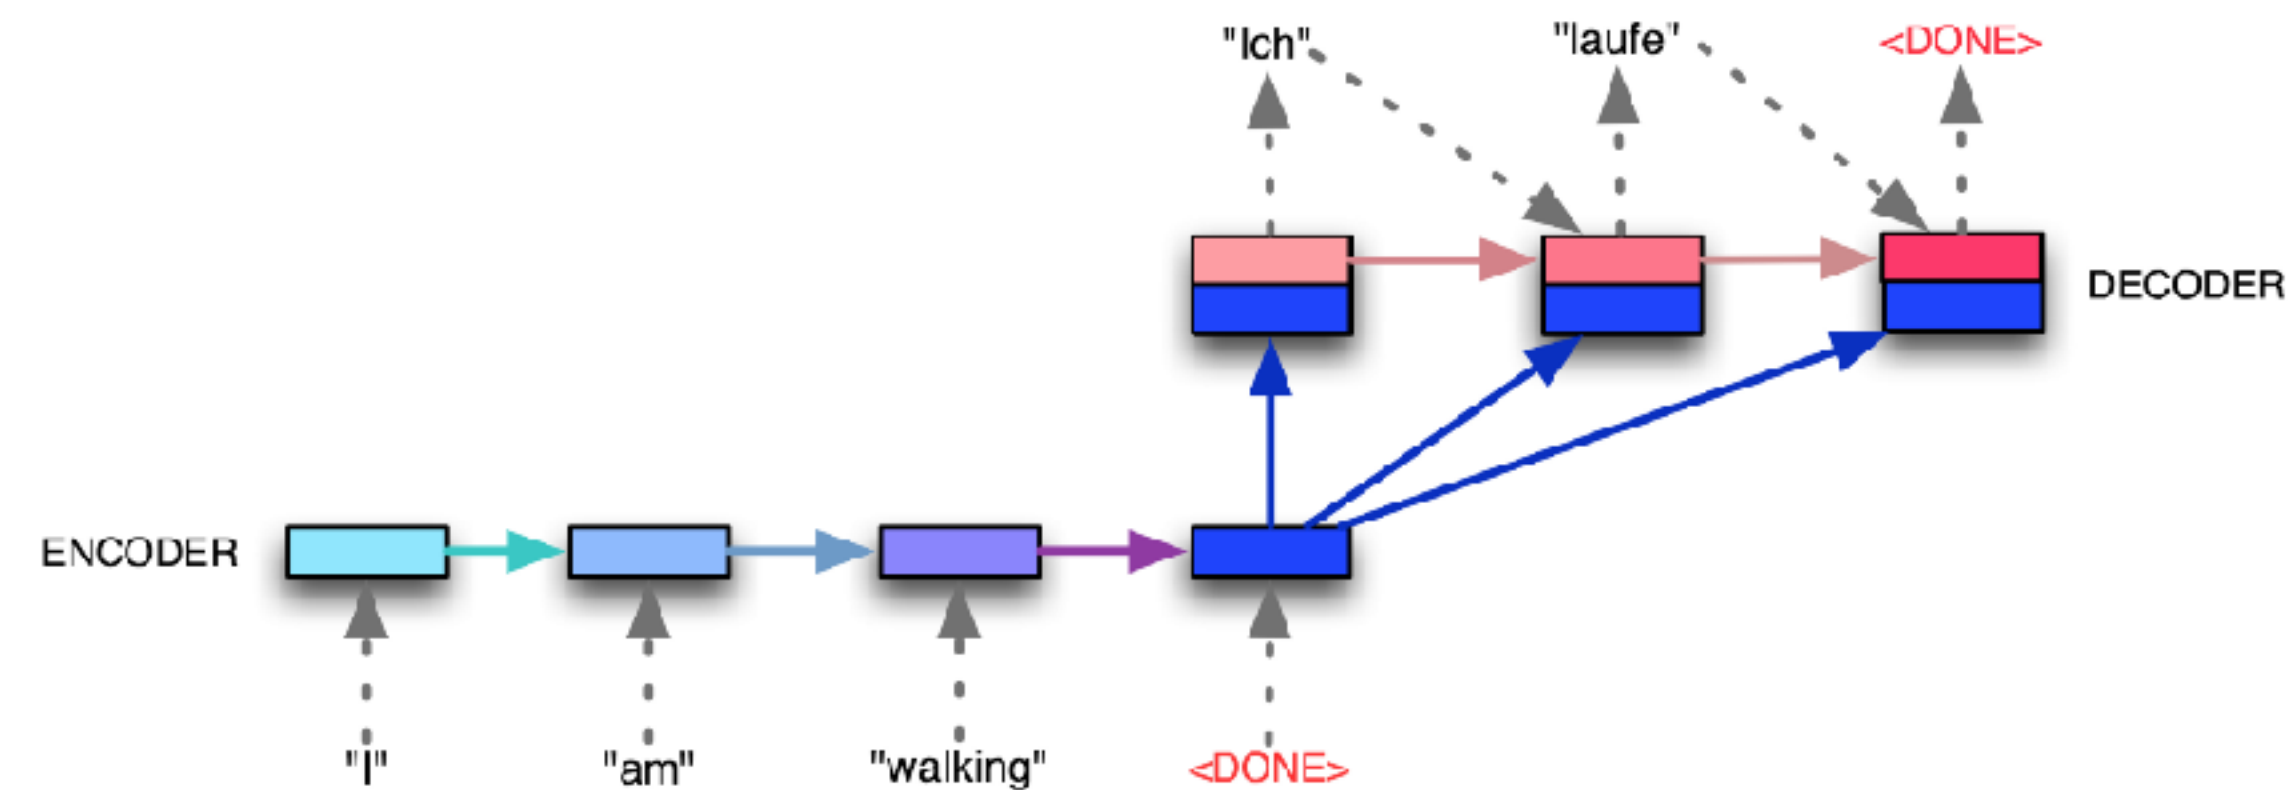 "Ich" "laufe" <DONE>
DECODER
ENCODER
"I" "am" "walking" <DONE>